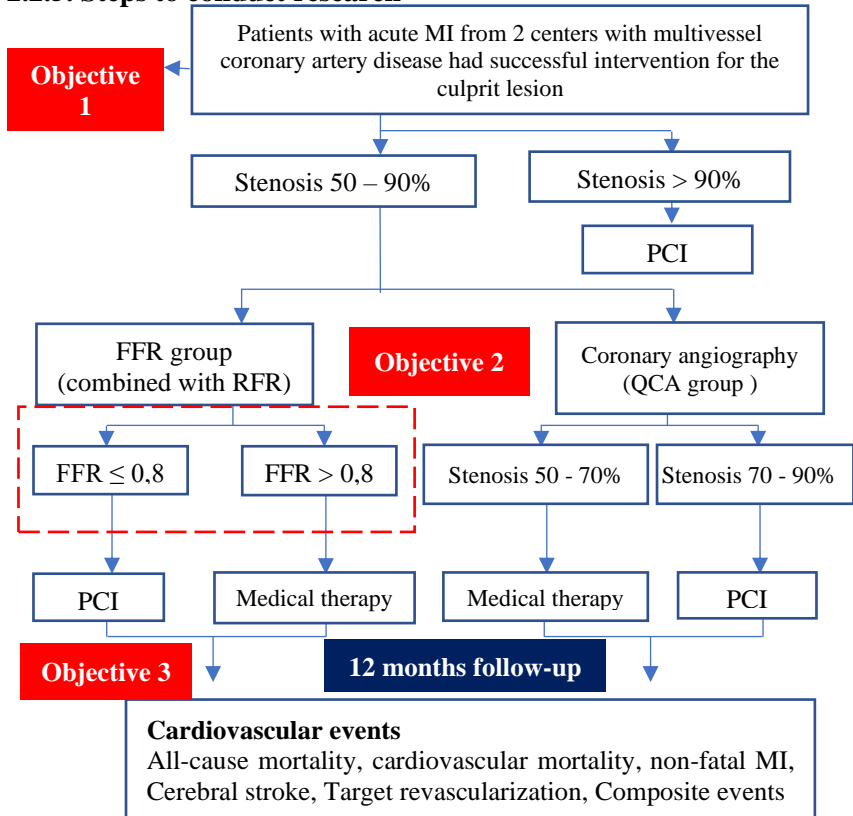 Patients with acute MI from 2 centers with multivessel
coronary artery disease had successful intervention for the
culprit lesion
Objective
1
Stenosis 50 – 90%
Stenosis > 90%
PCI
FFR group
(combined with RFR)
Objective 2
Coronary angiography
(QCA group )
FFR ≤ 0,8
FFR > 0,8
Stenosis 50 - 70%
Stenosis 70 - 90%
PCI
Medical therapy
Medical therapy
PCI
Objective 3
12 months follow-up
Cardiovascular events
All-cause mortality, cardiovascular mortality, non-fatal MI,
Cerebral stroke, Target revascularization, Composite events